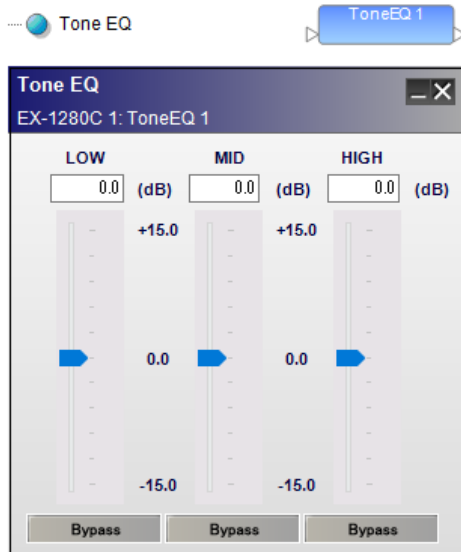 Tone EQ
ToneEQ 1
Tone EQ
EX-1280C 1: ToneEQ 1
LOW MID HIGH
0.0 (dB) 0.0 (dB) 0.0 (dB)
+15.0 +15.0
0.0 0.0
-15.0 -15.0
Bypass Bypass Bypass